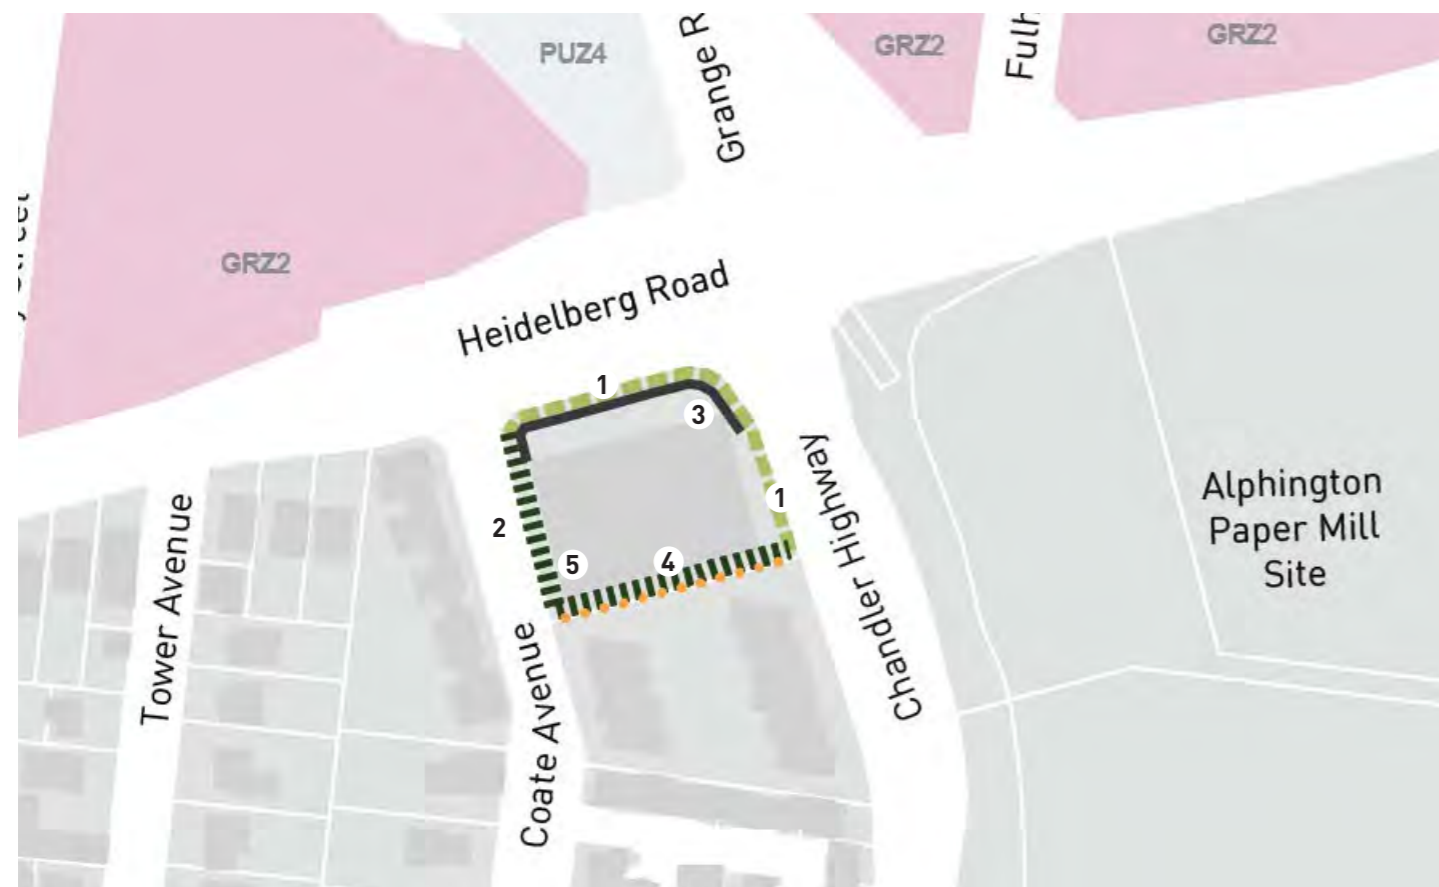 PUZ4
Grange R
GRZ2
Fulh
GRZ2
GRZ2
Heidelberg Road
1
3
Chandler Highway
1
2
5
4
Alphington
Paper Mill
Site
Tower Avenue
Coate Avenue